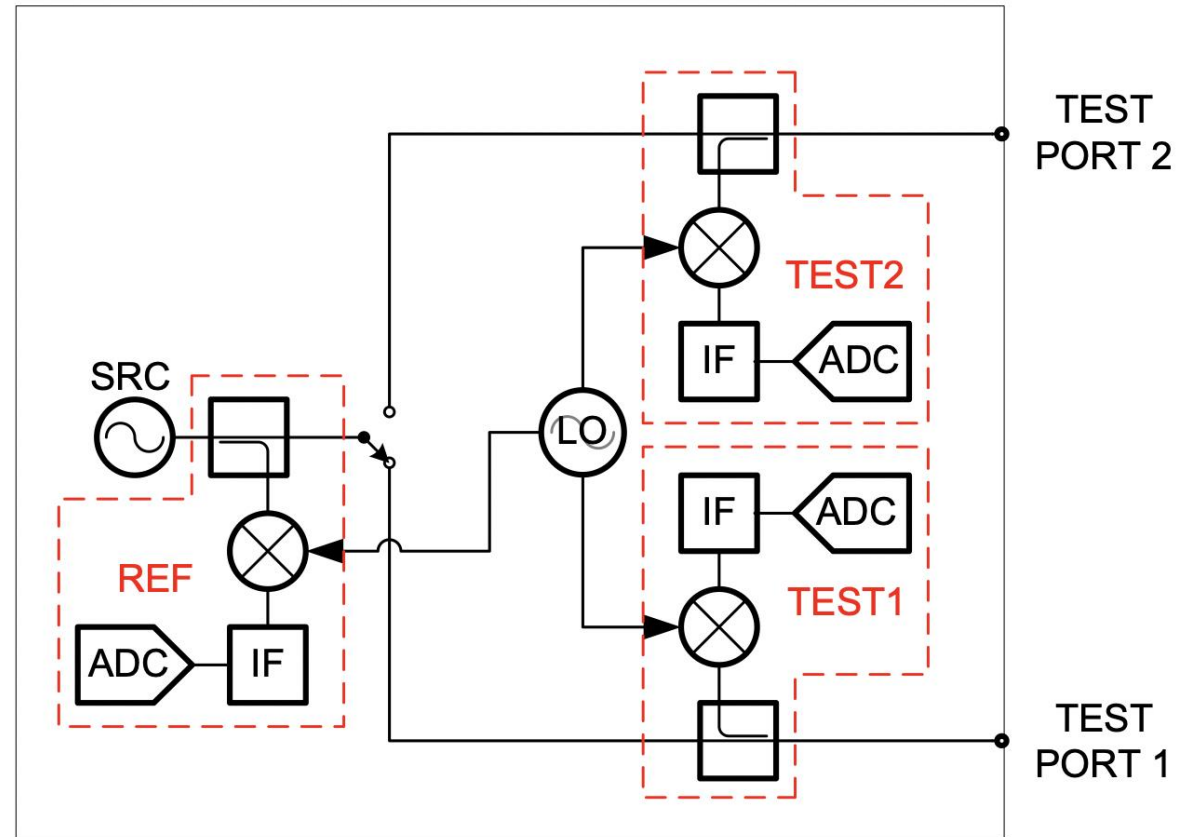 TEST
PORT 2
TEST2
IF
ADC
SRC
LO
IF
ADC
REF
TEST1
ADC
IF
TEST
PORT 1